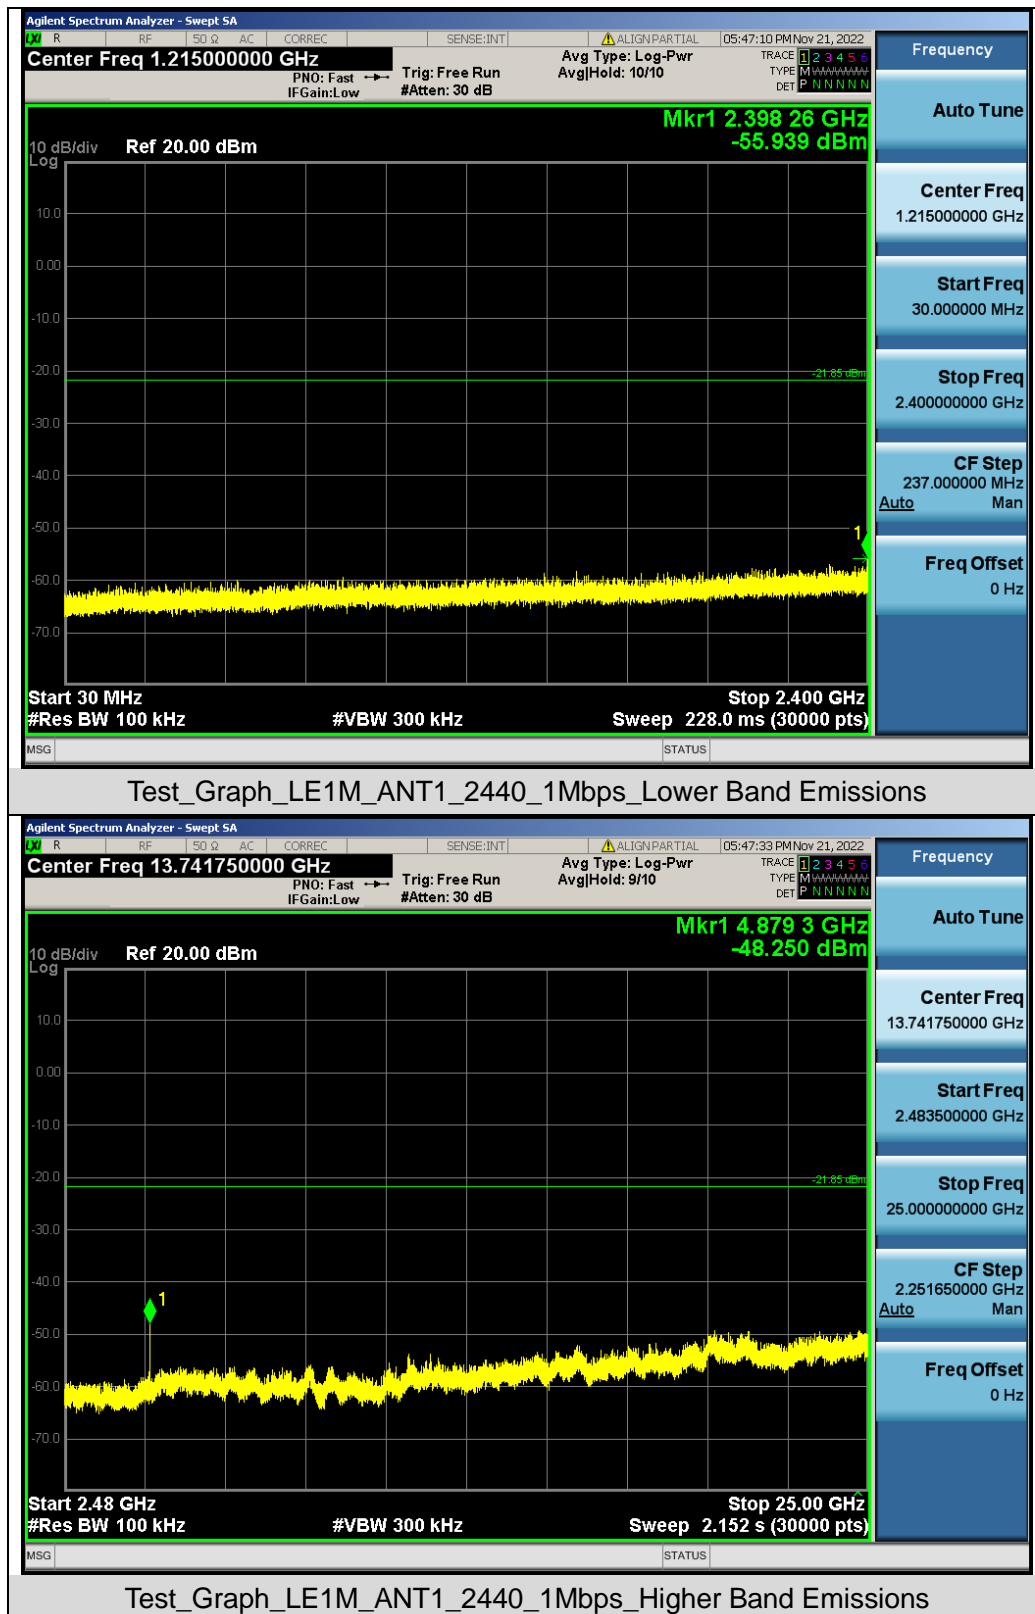 Agilent Spectrum Analyzer - Swept SA
LXI R RF 50 Ω AC CORREC SENSE:INT ALIGN PARTIAL 05:47:10 PM Nov 21, 2022
Center Freq 1.215000000 GHz
PNO: Fast
IFGain:Low
Trig: Free Run
#Atten: 30 dB
Avg Type: Log-Pwr
Avg|Hold: 10/10
TRACE 1 2 3 4 5 6
TYPE M WWWWW
DET P N N N N N
Frequency
Auto Tune
Mkr1 2.398 26 GHz
-55.939 dBm
10 dB/div Ref 20.00 dBm
Log
10.0
0.00
-10.0
-20.0
-21.85 dBm
-30.0
-40.0
-50.0
1
-60.0
-70.0
Center Freq
1.215000000 GHz
Start Freq
30.000000 MHz
Stop Freq
2.400000000 GHz
CF Step
237.000000 MHz
Auto Man
Freq Offset
0 Hz
Start 30 MHz Stop 2.400 GHz
#Res BW 100 kHz #VBW 300 kHz Sweep 228.0 ms (30000 pts)
MSG STATUS
Test_Graph_LE1M_ANT1_2440_1Mbps_Lower Band Emissions
Agilent Spectrum Analyzer - Swept SA
LXI R RF 50 Ω AC CORREC SENSE:INT ALIGN PARTIAL 05:47:33 PM Nov 21, 2022
Center Freq 13.741750000 GHz
PNO: Fast
IFGain:Low
Trig: Free Run
#Atten: 30 dB
Avg Type: Log-Pwr
Avg|Hold: 9/10
TRACE 1 2 3 4 5 6
TYPE M WWWWW
DET P N N N N N
Frequency
Auto Tune
Mkr1 4.879 3 GHz
-48.250 dBm
10 dB/div Ref 20.00 dBm
Log
10.0
0.00
-10.0
-20.0
-21.85 dBm
-30.0
-40.0
1
-50.0
-60.0
-70.0
Center Freq
13.741750000 GHz
Start Freq
2.483500000 GHz
Stop Freq
25.000000000 GHz
CF Step
2.251650000 GHz
Auto Man
Freq Offset
0 Hz
Start 2.48 GHz Stop 25.00 GHz
#Res BW 100 kHz #VBW 300 kHz Sweep 2.152 s (30000 pts)
MSG STATUS
Test_Graph_LE1M_ANT1_2440_1Mbps_Higher Band Emissions